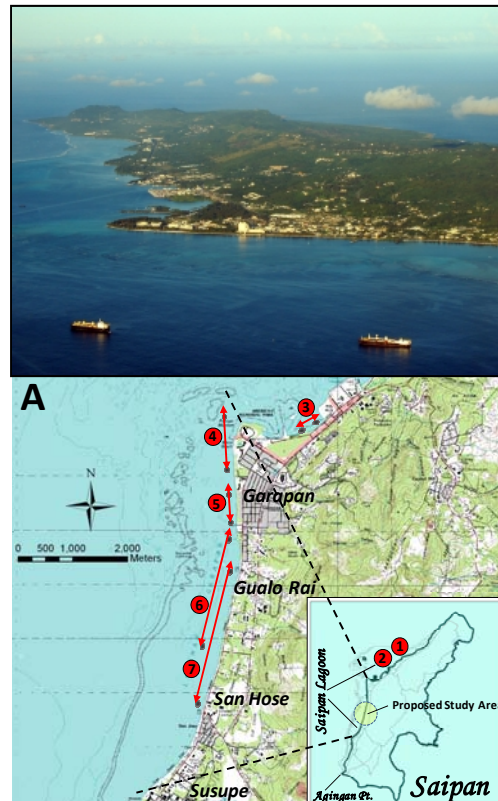 A
3
4
N
5
Garapan
0 500 1,000 2,000
Meters
Gualo Rai
6
7
San Hose
Susupe
1
2
Saipan Lagoon
Proposed Study Area
Agingan Pt.
Saipan